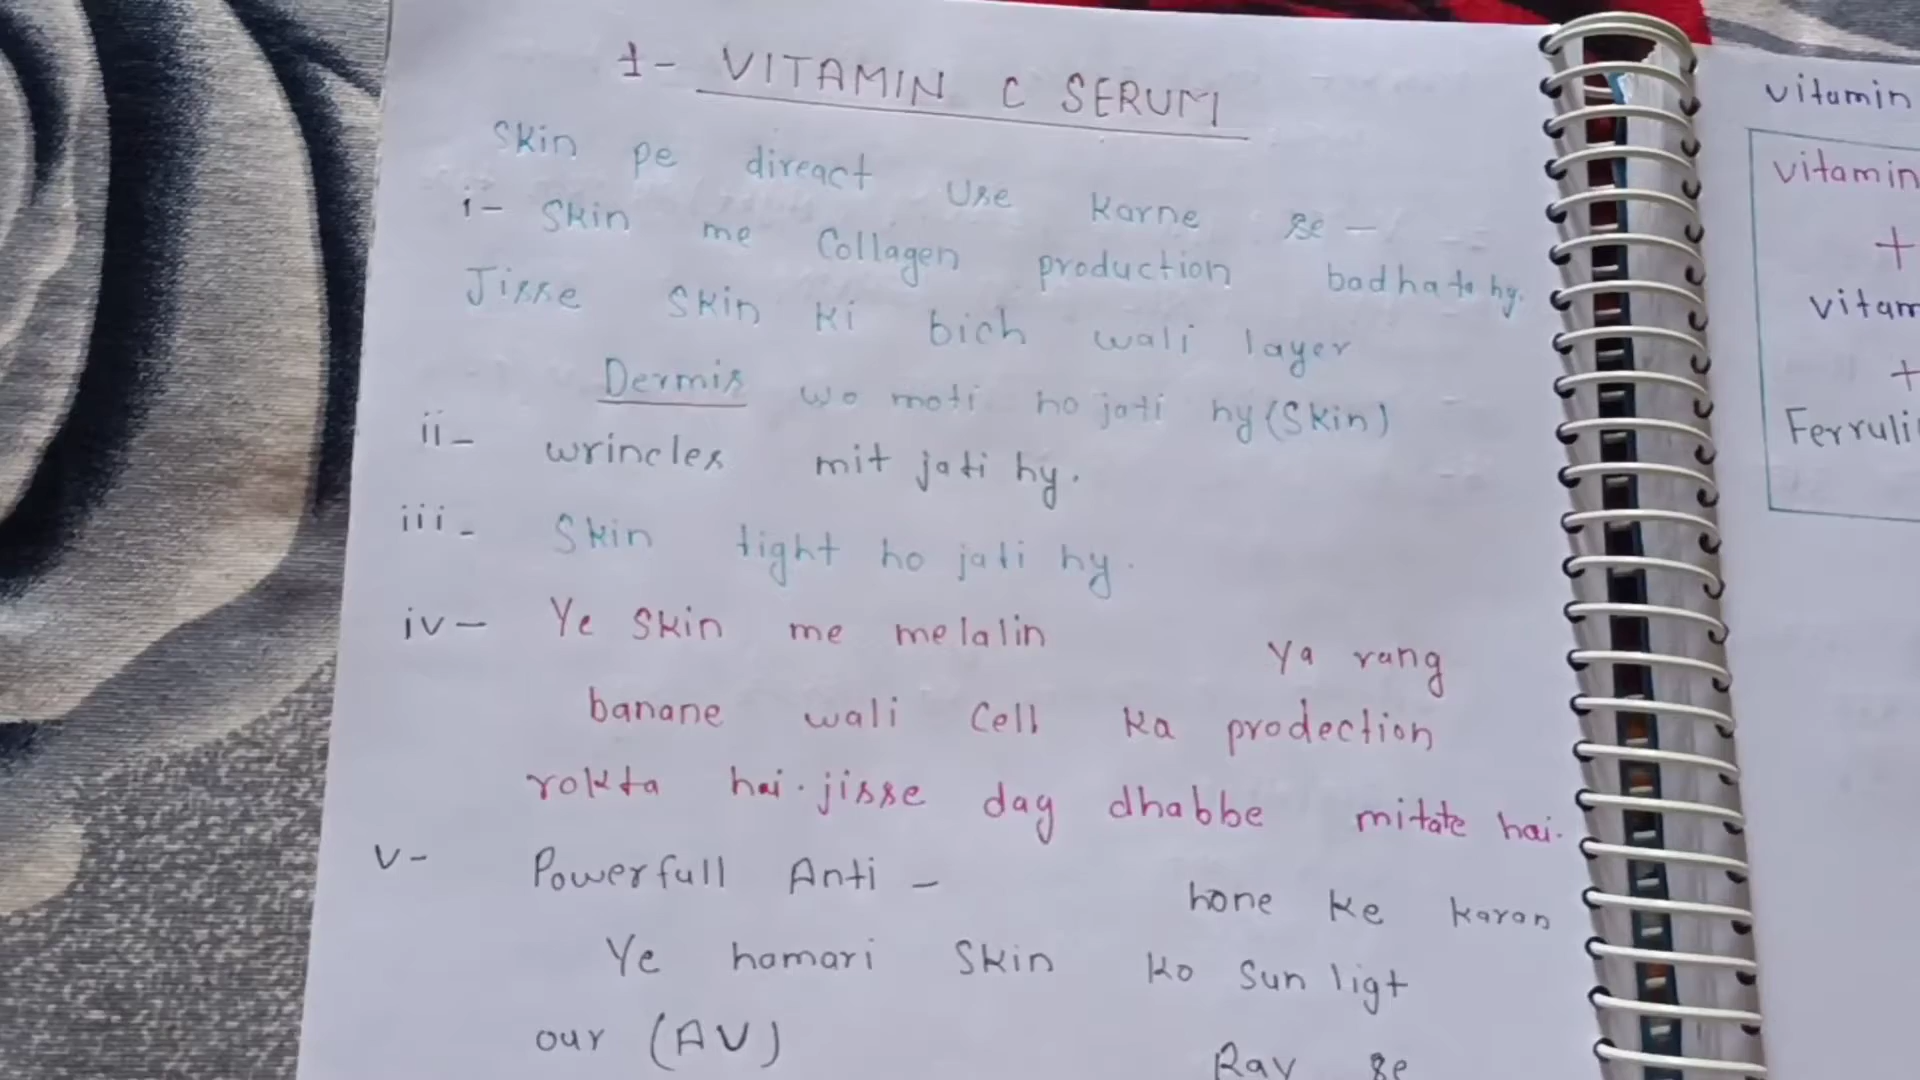 1- VITAMIN C SERUM
Skin pe direact Use Karne se —
i- Skin me Collagen production badhata hy.
Jisse Skin Ki bich wali layer
Dermis wo moti ho jati hy (Skin)
ii- wrincles mit jati hy.
iii- Skin tight ho jati hy.
iv- Ye Skin me melalin Ya rang
banane wali Cell Ka prodection
rokta hai. jisse dag dhabbe mitate hai.
v- Powerfull Anti - hone Ke Karan
Ye hamari Skin Ko Sun ligt
our (AV) Ray se
vitamin
vitamin
+
vitam
+
Ferruli